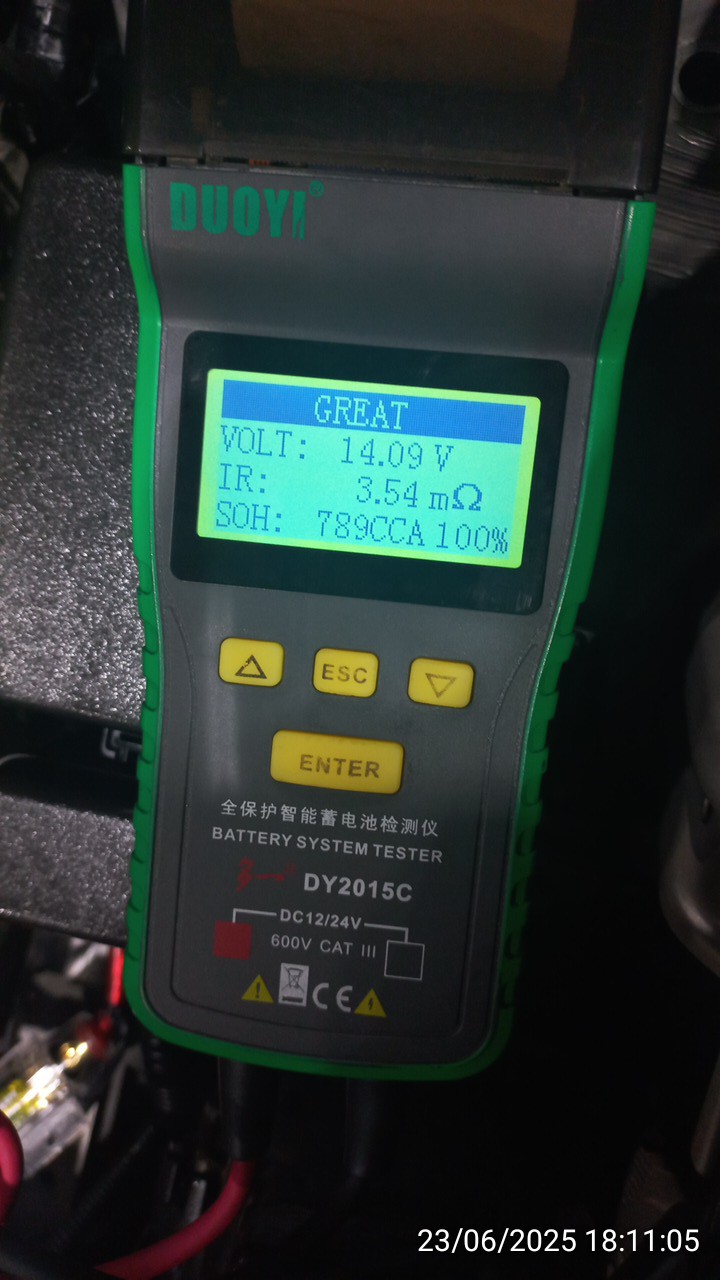 DUOYI®
GREAT
VOLT: 14.09 V
IR: 3.54 mΩ
SOH: 789CCA 100%
ESC
ENTER
全保护智能蓄电池检测仪
BATTERY SYSTEM TESTER
DY2015C
DC12/24V
600V CAT III
CE
23/06/2025 18:11:05